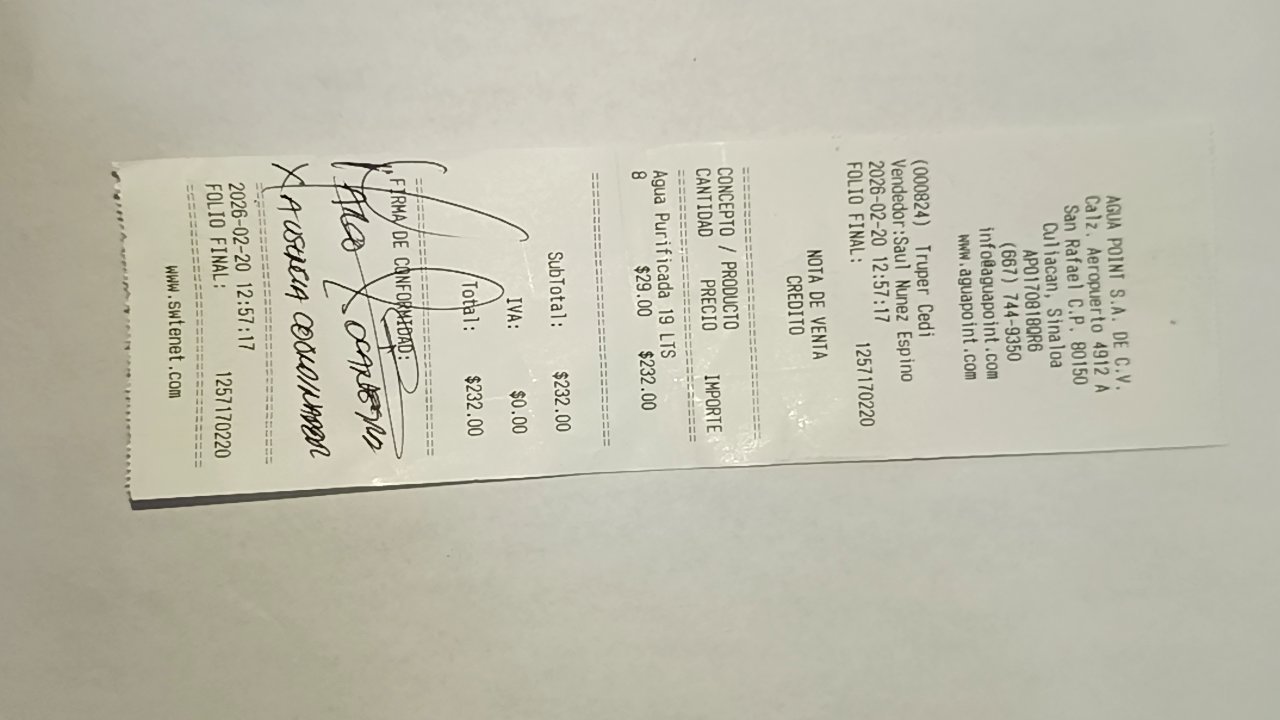 AGUA POINT S.A. DE C.V.
Calz. Aeropuerto 4912 A
San Rafael C.P. 80150
Culiacan, Sinaloa
APO170818QR6
(667) 744-9350
info@aguapoint.com
www.aguapoint.com
(000824) Truper Cedi
Vendedor:Saul Nunez Espino
2026-02-20 12:57:17
FOLIO FINAL: 1257170220
NOTA DE VENTA
CREDITO
CONCEPTO / PRODUCTO
CANTIDAD PRECIO IMPORTE
Agua Purificada 19 LTS
8 $29.00 $232.00
SubTotal: $232.00
IVA: $0.00
Total: $232.00
FIRMA DE CONFORMIDAD:
X AUSENCIA
2026-02-20 12:57:17
FOLIO FINAL: 1257170220
www.swtenet.com